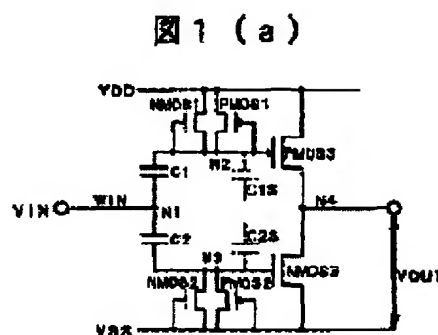 図1(a)
VDD
NMOS1 PMOS1
N2 PMOS3
C1
C1S
VIN WIN N1 N4
C2 C2S
N3 VOUT
NMOS2 PMOS2
VSS